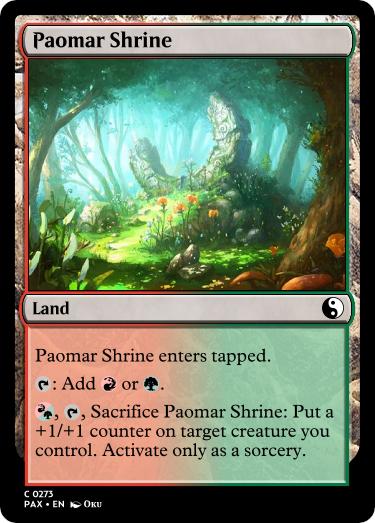 Paomar Shrine
Land
Paomar Shrine enters tapped.
: Add or .
, , Sacrifice Paomar Shrine: Put a
+1/+1 counter on target creature you
control. Activate only as a sorcery.
C 0273
PAX • EN Oku